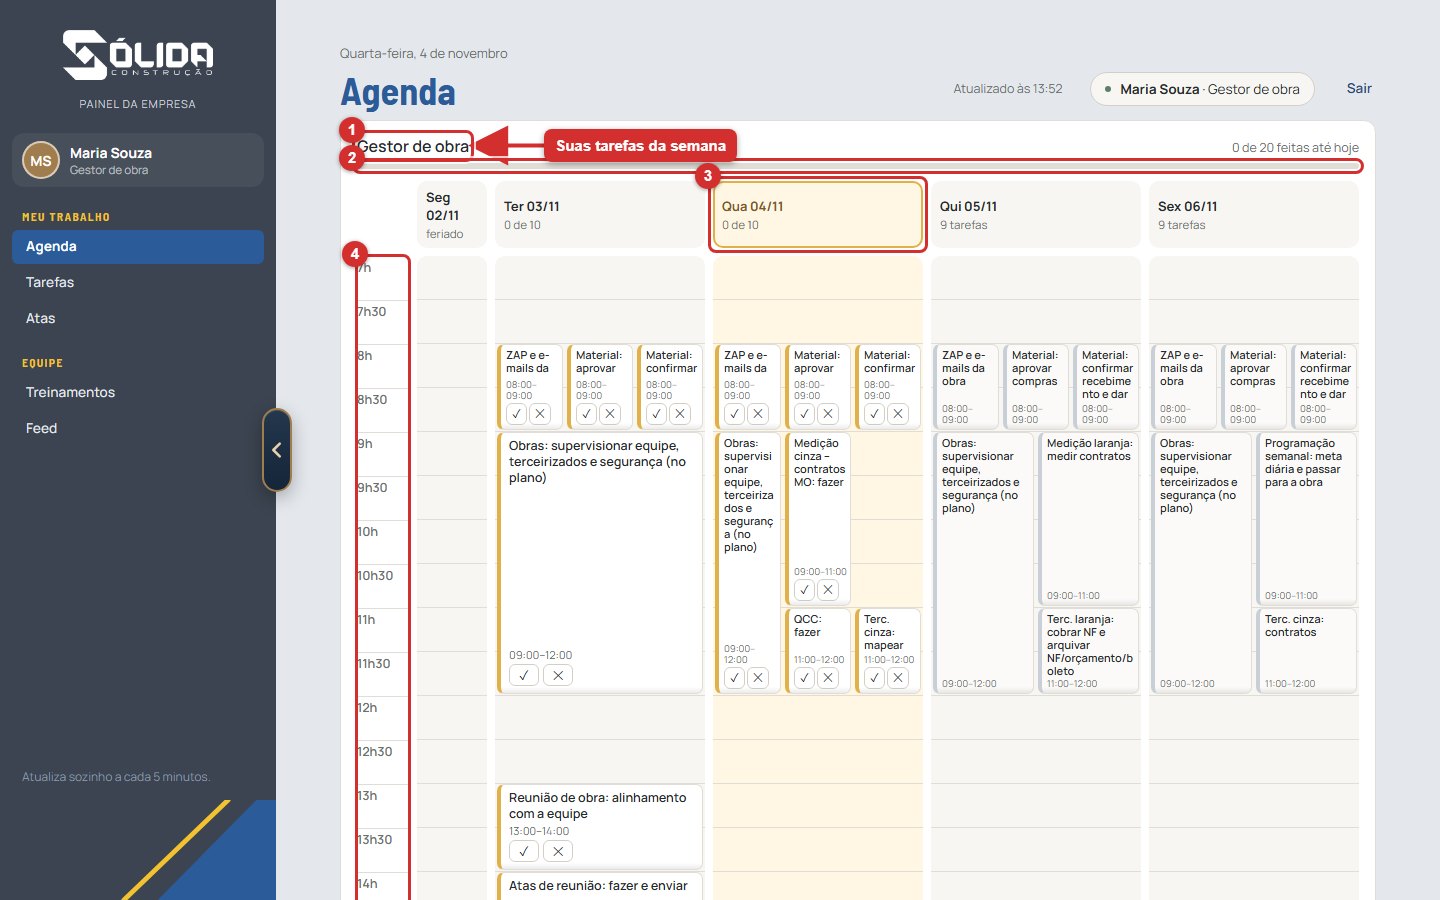 SÓLIDA
CONSTRUÇÃO
PAINEL DA EMPRESA
MS
Maria Souza
Gestor de obra
MEU TRABALHO
Agenda
Tarefas
Atas
EQUIPE
Treinamentos
Feed
Atualiza sozinho a cada 5 minutos.
Quarta-feira, 4 de novembro
Agenda
Atualizado às 13:52
Maria Souza · Gestor de obra
Sair
1
Gestor de obra
Suas tarefas da semana
0 de 20 feitas até hoje
2
3
Seg
02/11
feriado
Ter 03/11
0 de 10
Qua 04/11
0 de 10
Qui 05/11
9 tarefas
Sex 06/11
9 tarefas
4
7h
7h30
8h
8h30
9h
9h30
10h
10h30
11h
11h30
12h
12h30
13h
13h30
14h
ZAP e e-
mails da
08:00–
09:00
Material:
aprovar
08:00–
09:00
Material:
confirmar
08:00–
09:00
Obras: supervisionar equipe,
terceirizados e segurança (no
plano)
09:00–12:00
Reunião de obra: alinhamento
com a equipe
13:00–14:00
Atas de reunião: fazer e enviar
ZAP e e-
mails da
08:00–
09:00
Material:
aprovar
08:00–
09:00
Material:
confirmar
08:00–
09:00
Obras:
supervisi
onar
equipe,
terceiriza
dos e
seguranç
a (no
plano)
09:00–
12:00
Medição
cinza –
contratos
MO: fazer
09:00–11:00
QCC:
fazer
11:00–12:00
Terc.
cinza:
mapear
11:00–12:00
ZAP e e-
mails da
obra
08:00–
09:00
Material:
aprovar
compras
08:00–
09:00
Material:
confirmar
recebime
nto e dar
08:00–
09:00
Obras:
supervisionar
equipe,
terceirizados e
segurança (no
plano)
09:00–12:00
Medição laranja:
medir contratos
09:00–11:00
Terc. laranja:
cobrar NF e
arquivar
NF/orçamento/b
oleto
11:00–12:00
ZAP e e-
mails da
obra
08:00–
09:00
Material:
aprovar
compras
08:00–
09:00
Material:
confirmar
recebime
nto e dar
08:00–
09:00
Obras:
supervisionar
equipe,
terceirizados e
segurança (no
plano)
09:00–12:00
Programação
semanal: meta
diária e passar
para a obra
09:00–11:00
Terc. cinza:
contratos
11:00–12:00